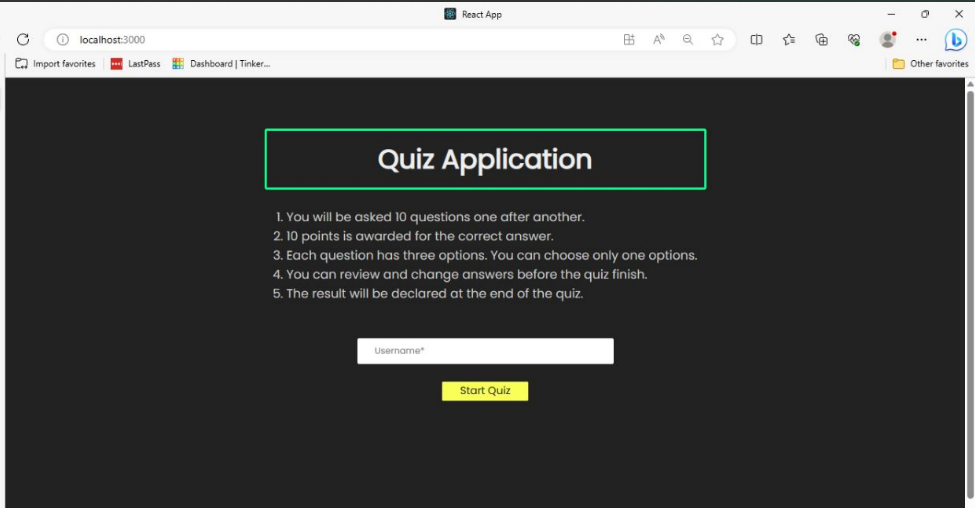 React App
localhost:3000
Import favorites LastPass Dashboard | Tinker... Other favorites
Quiz Application
1. You will be asked 10 questions one after another.
2. 10 points is awarded for the correct answer.
3. Each question has three options. You can choose only one options.
4. You can review and change answers before the quiz finish.
5. The result will be declared at the end of the quiz.
Username*
Start Quiz